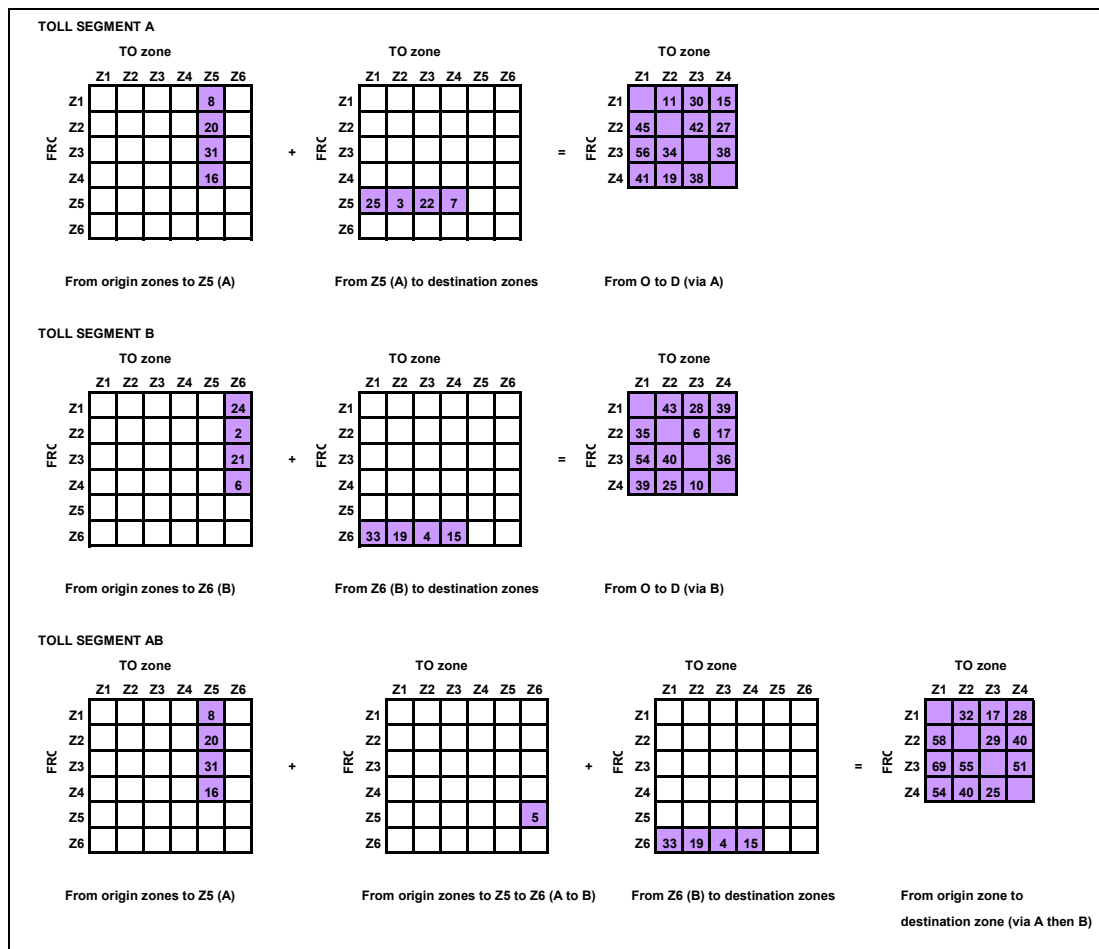 TOLL SEGMENT A
TO zone TO zone TO zone
Z1 Z2 Z3 Z4 Z5 Z6 Z1 Z2 Z3 Z4 Z5 Z6 Z1 Z2 Z3 Z4
Z1 8 Z1 Z1 11 30 15
Z2 20 Z2 Z2 45 42 27
FRC Z3 31 + FRC Z3 = FRC Z3 56 34 38
Z4 16 Z4 Z4 41 19 38
Z5 Z5 25 3 22 7
Z6 Z6
From origin zones to Z5 (A) From Z5 (A) to destination zones From O to D (via A)
TOLL SEGMENT B
TO zone TO zone TO zone
Z1 Z2 Z3 Z4 Z5 Z6 Z1 Z2 Z3 Z4 Z5 Z6 Z1 Z2 Z3 Z4
Z1 24 Z1 Z1 43 28 39
Z2 2 Z2 Z2 35 6 17
FRC Z3 21 + FRC Z3 = FRC Z3 54 40 36
Z4 6 Z4 Z4 39 25 10
Z5 Z5
Z6 Z6 33 19 4 15
From origin zones to Z6 (B) From Z6 (B) to destination zones From O to D (via B)
TOLL SEGMENT AB
TO zone TO zone TO zone TO zone
Z1 Z2 Z3 Z4 Z5 Z6 Z1 Z2 Z3 Z4 Z5 Z6 Z1 Z2 Z3 Z4 Z5 Z6 Z1 Z2 Z3 Z4
Z1 8 Z1 Z1 Z1 32 17 28
Z2 20 Z2 Z2 Z2 58 29 40
FRC Z3 31 + FRC Z3 + FRC Z3 = FRC Z3 69 55 51
Z4 16 Z4 Z4 Z4 54 40 25
Z5 Z5 5 Z5
Z6 Z6 Z6 33 19 4 15
From origin zones to Z5 (A) From origin zones to Z5 to Z6 (A to B) From Z6 (B) to destination zones From origin zone to
destination zone (via A then B)